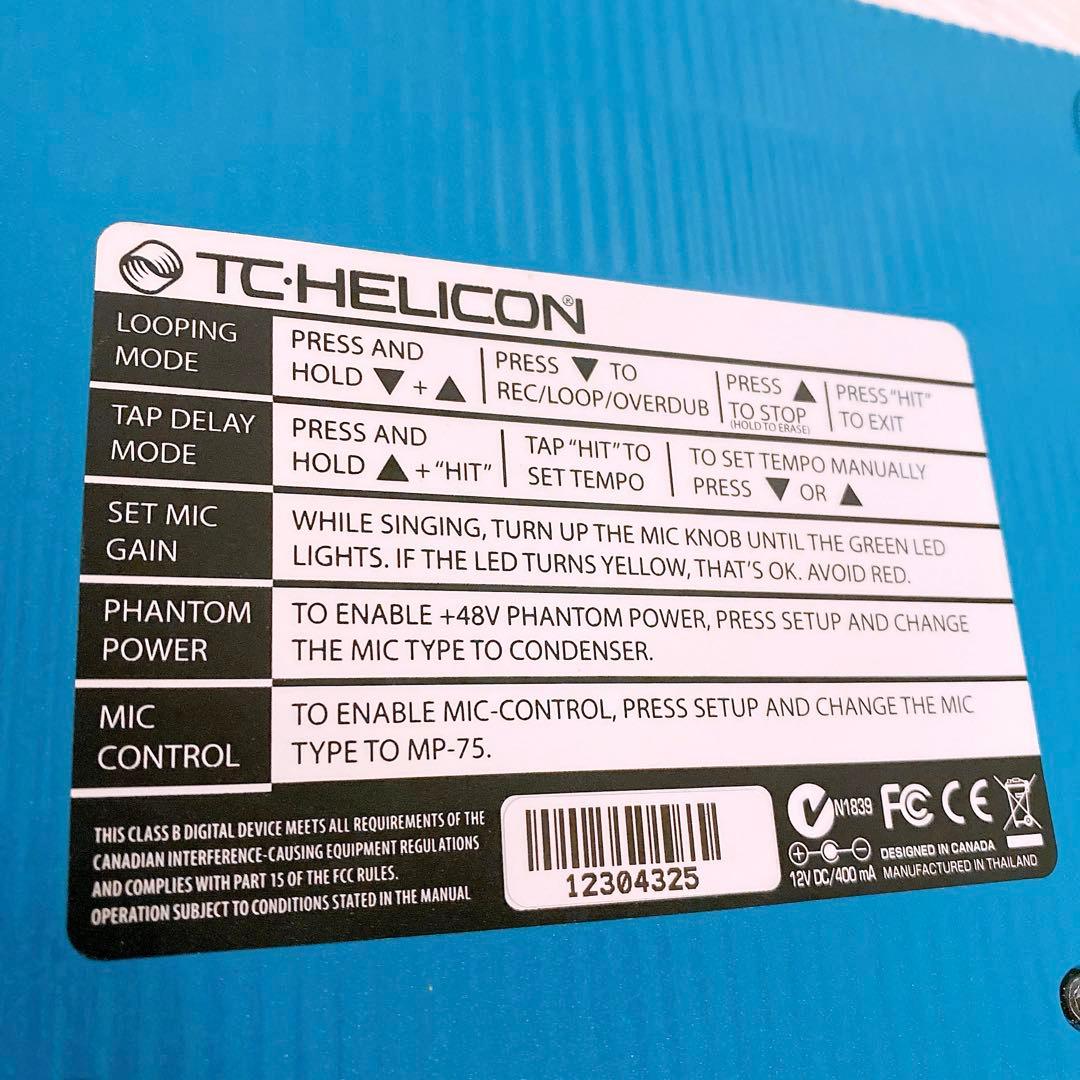 TC·HELICON®
LOOPING
MODE
PRESS AND
HOLD ▼ + ▲
PRESS ▼ TO
REC/LOOP/OVERDUB
PRESS ▲
TO STOP
(HOLD TO ERASE)
PRESS "HIT"
TO EXIT
TAP DELAY
MODE
PRESS AND
HOLD ▲ + "HIT"
TAP "HIT" TO
SET TEMPO
TO SET TEMPO MANUALLY
PRESS ▼ OR ▲
SET MIC
GAIN
WHILE SINGING, TURN UP THE MIC KNOB UNTIL THE GREEN LED
LIGHTS. IF THE LED TURNS YELLOW, THAT'S OK. AVOID RED.
PHANTOM
POWER
TO ENABLE +48V PHANTOM POWER, PRESS SETUP AND CHANGE
THE MIC TYPE TO CONDENSER.
MIC
CONTROL
TO ENABLE MIC-CONTROL, PRESS SETUP AND CHANGE THE MIC
TYPE TO MP-75.
THIS CLASS B DIGITAL DEVICE MEETS ALL REQUIREMENTS OF THE
CANADIAN INTERFERENCE-CAUSING EQUIPMENT REGULATIONS
AND COMPLIES WITH PART 15 OF THE FCC RULES.
OPERATION SUBJECT TO CONDITIONS STATED IN THE MANUAL
12304325
N1839
FC CE
12V DC/400 mA
DESIGNED IN CANADA
MANUFACTURED IN THAILAND